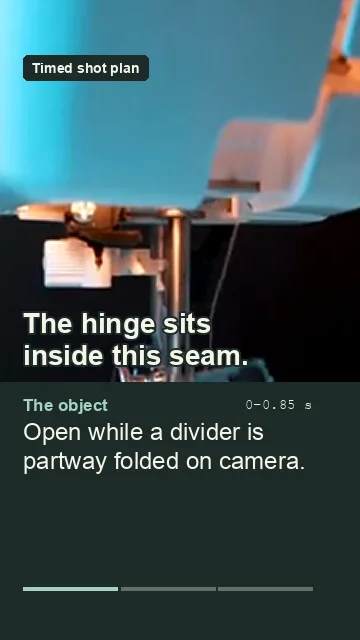 Timed shot plan
The hinge sits
inside this seam.
The object
0–0.85 s
Open while a divider is
partway folded on camera.